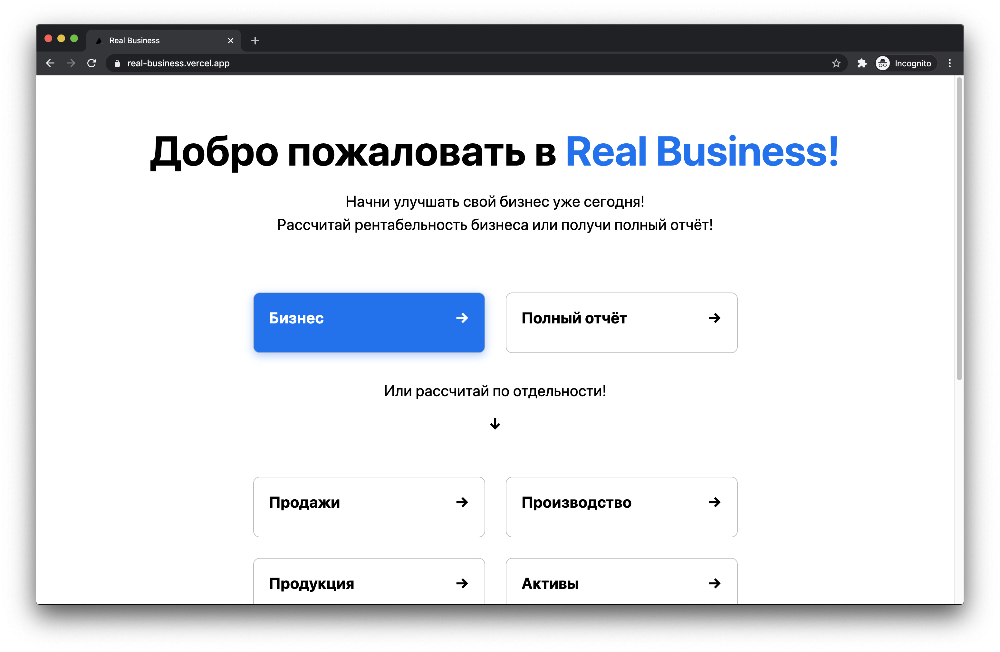 Real Business
real-business.vercel.app
Incognito
Добро пожаловать в Real Business!
Начни улучшать свой бизнес уже сегодня!
Рассчитай рентабельность бизнеса или получи полный отчёт!
Бизнес →
Полный отчёт →
Или рассчитай по отдельности!
↓
Продажи →
Производство →
Продукция →
Активы →